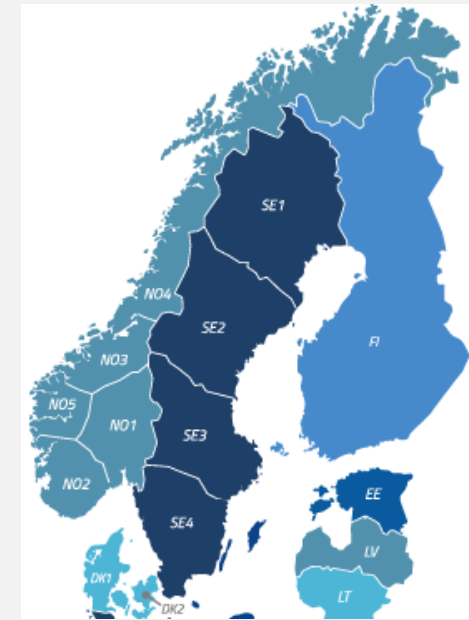 SE1
NO4
SE2
FI
NO3
NO5
NO1
SE3
NO2
EE
SE4
LV
DK1
LT
DK2